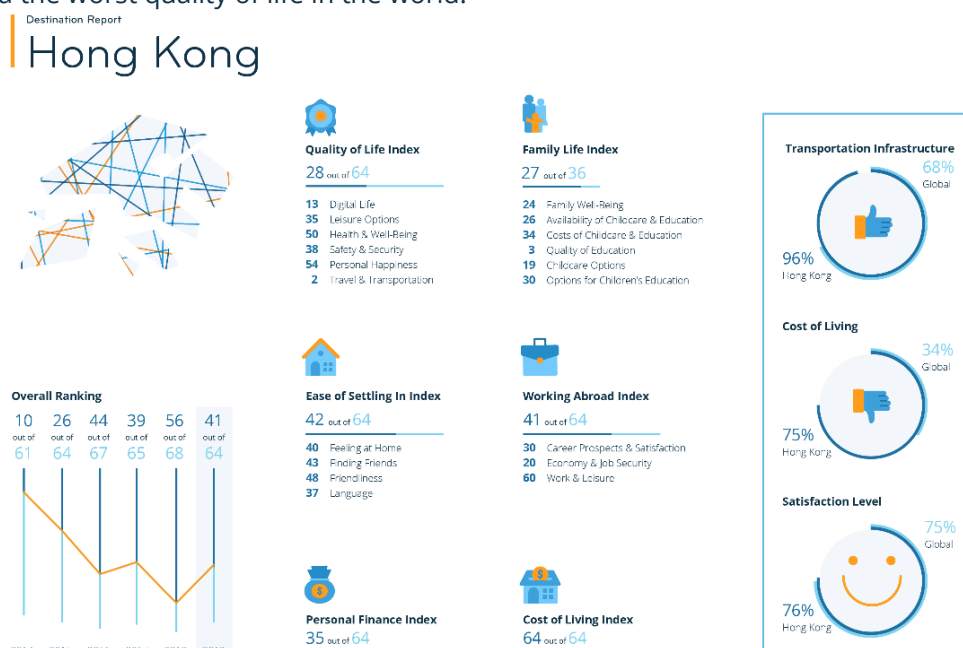 the worst quality of life in the world.
Destination Report
Hong Kong
Quality of Life Index
28 out of 64
13 Digital Life
35 Leisure Options
50 Health & Well-Being
38 Safety & Security
54 Personal Happiness
2 Travel & Transportation
Family Life Index
27 out of 36
24 Family Well-Being
26 Availability of Childcare & Education
34 Costs of Childcare & Education
3 Quality of Education
19 Childcare Options
30 Options for Children's Education
Transportation Infrastructure
68%
Global
96%
Hong Kong
Overall Ranking
10 26 44 39 56 41
out of out of out of out of out of out of
61 64 67 65 68 64
Ease of Settling In Index
42 out of 64
40 Feeling at Home
43 Finding Friends
48 Friendliness
37 Language
Working Abroad Index
41 out of 64
30 Career Prospects & Satisfaction
20 Economy & Job Security
60 Work & Leisure
Cost of Living
34%
Global
75%
Hong Kong
Personal Finance Index
35 out of 64
Cost of Living Index
64 out of 64
Satisfaction Level
75%
Global
76%
Hong Kong